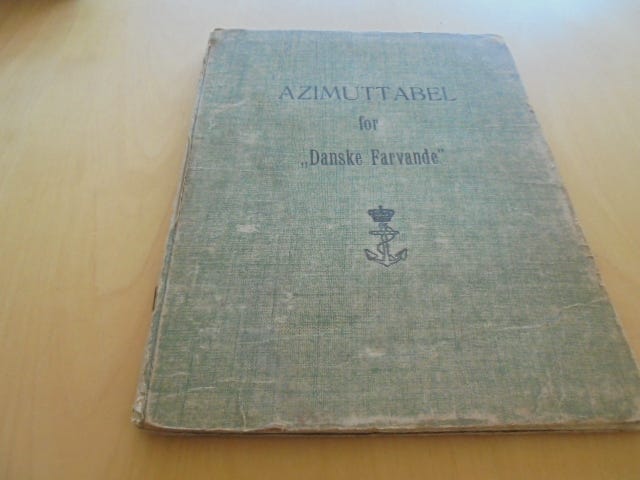 AZIMUTTABEL
for
„Danske Farvande"